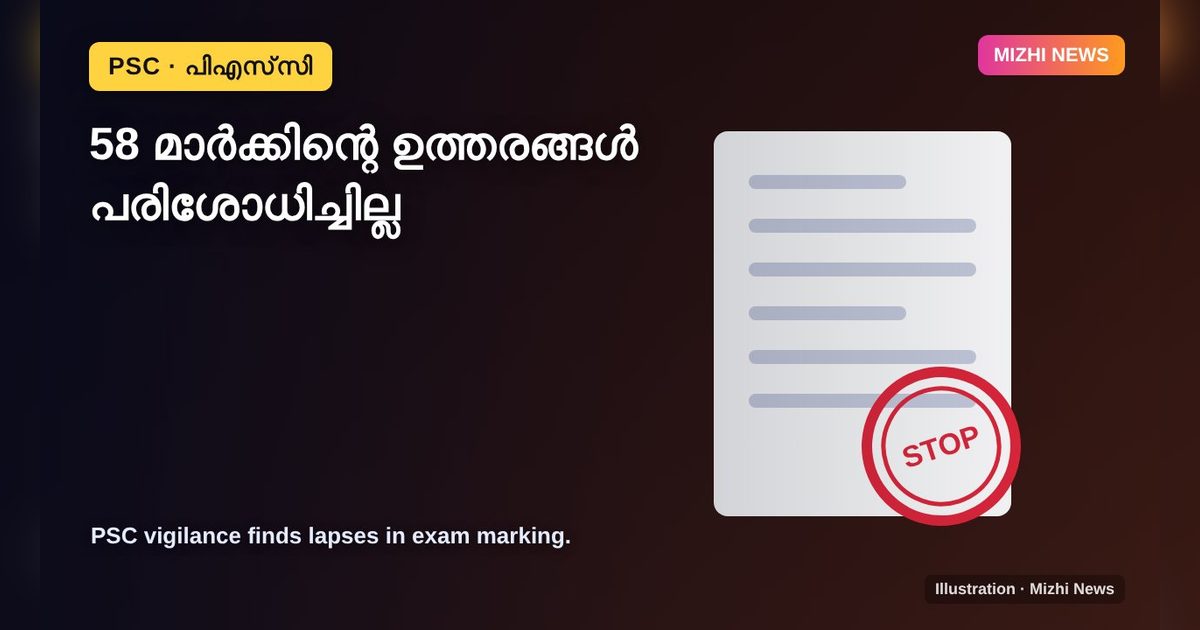 PSC · പിഎസ്‌സി
MIZHI NEWS
58 മാർക്കിന്റെ ഉത്തരങ്ങൾ
പരിശോധിച്ചില്ല
STOP
PSC vigilance finds lapses in exam marking.
Illustration · Mizhi News